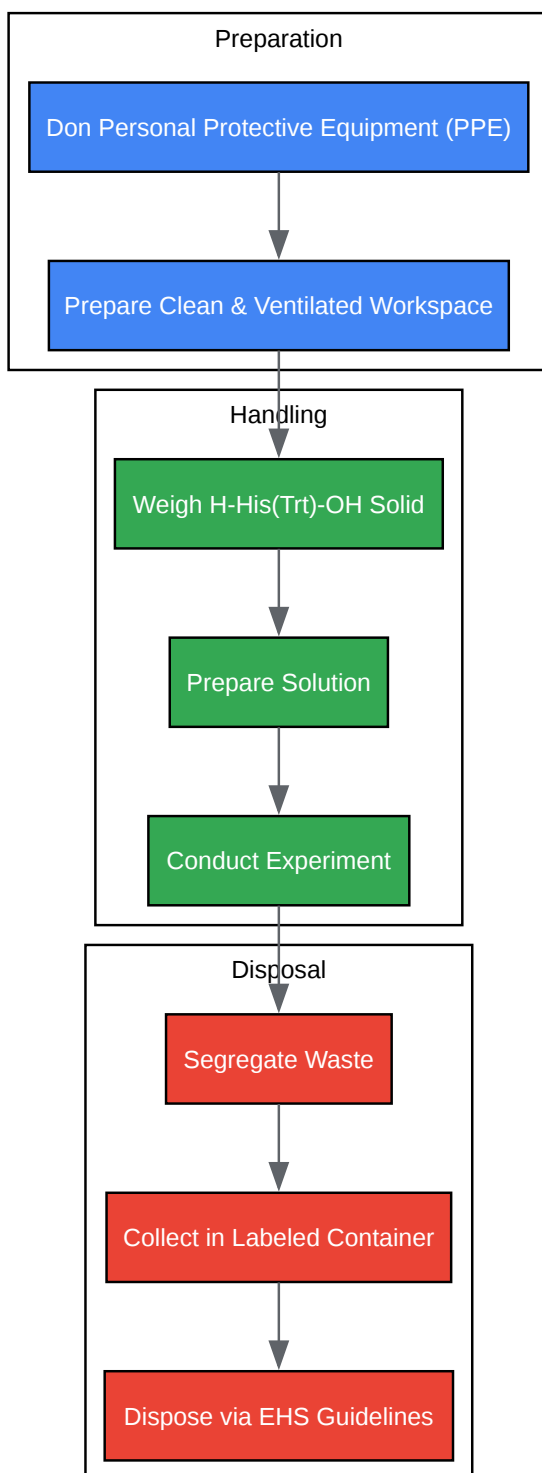 Preparation
Don Personal Protective Equipment (PPE)
Prepare Clean & Ventilated Workspace
Handling
Weigh H-His(Trt)-OH Solid
Prepare Solution
Conduct Experiment
Disposal
Segregate Waste
Collect in Labeled Container
Dispose via EHS Guidelines